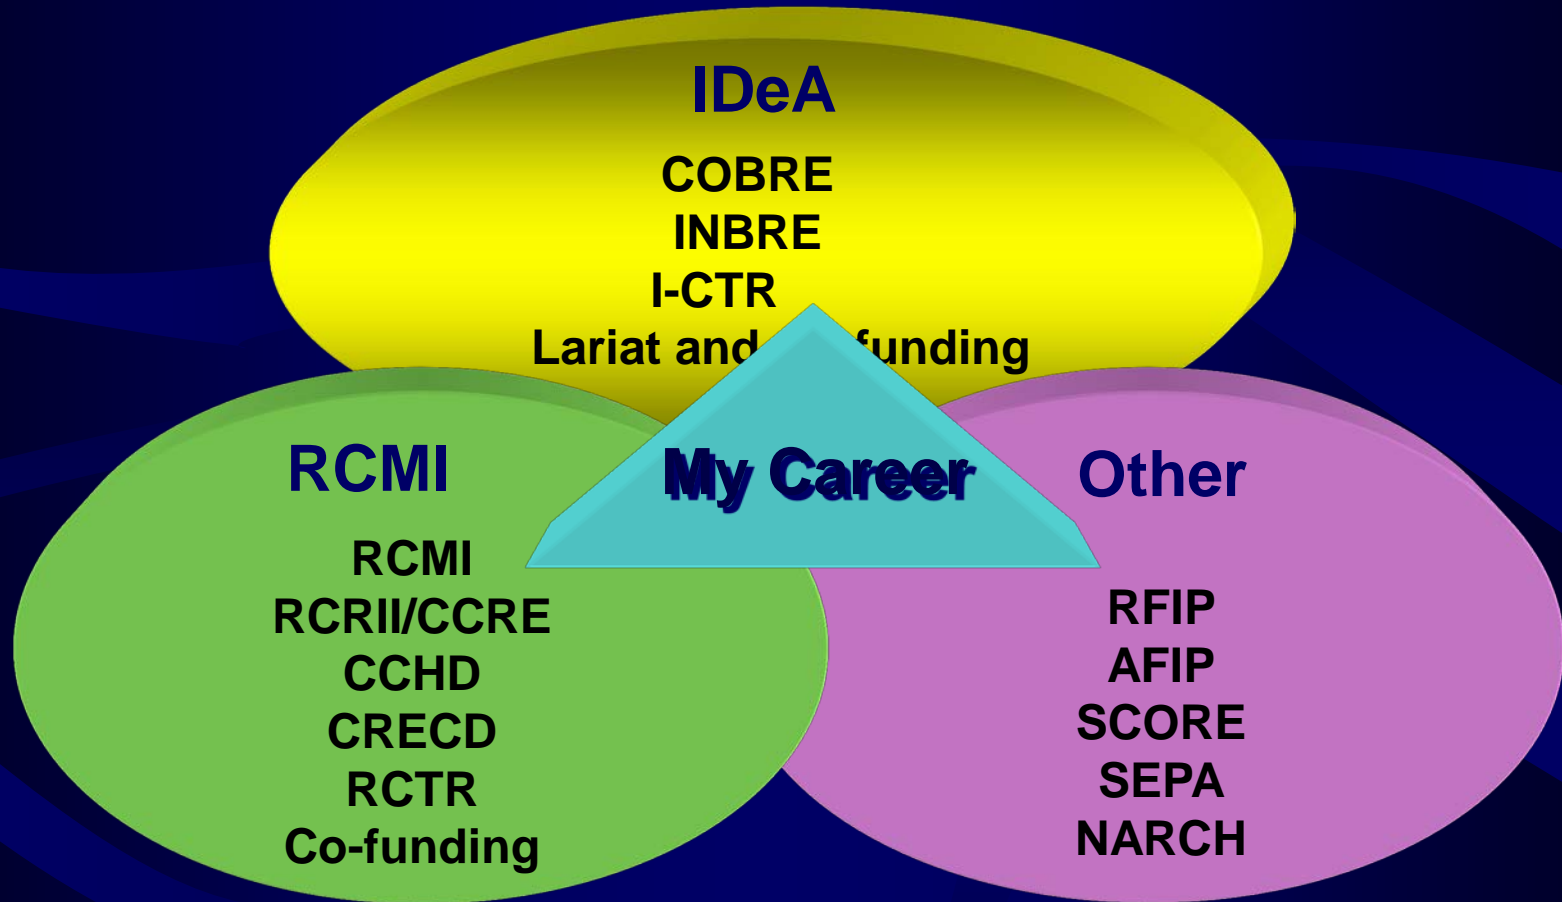 IDeA
COBRE
INBRE
I-CTR
Lariat and funding
RCMI
RCMI
RCRII/CCRE
CCHD
CRECD
RCTR
Co-funding
My Career
Other
RFIP
AFIP
SCORE
SEPA
NARCH